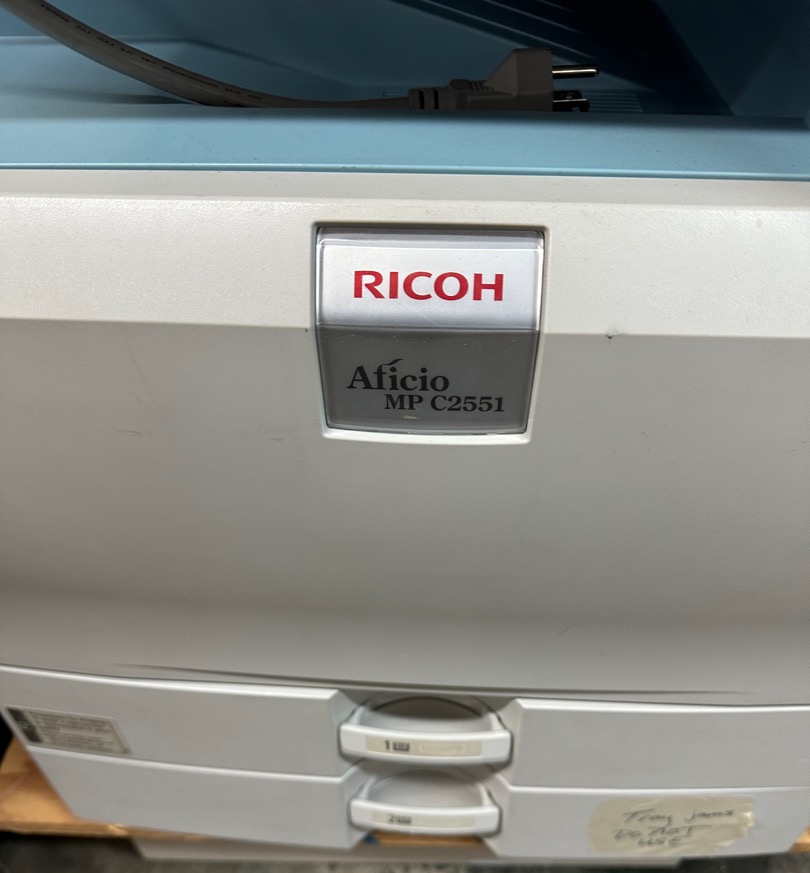 RICOH
Aficio
MP C2551
1
2
Tray jams
Do NOT
USE